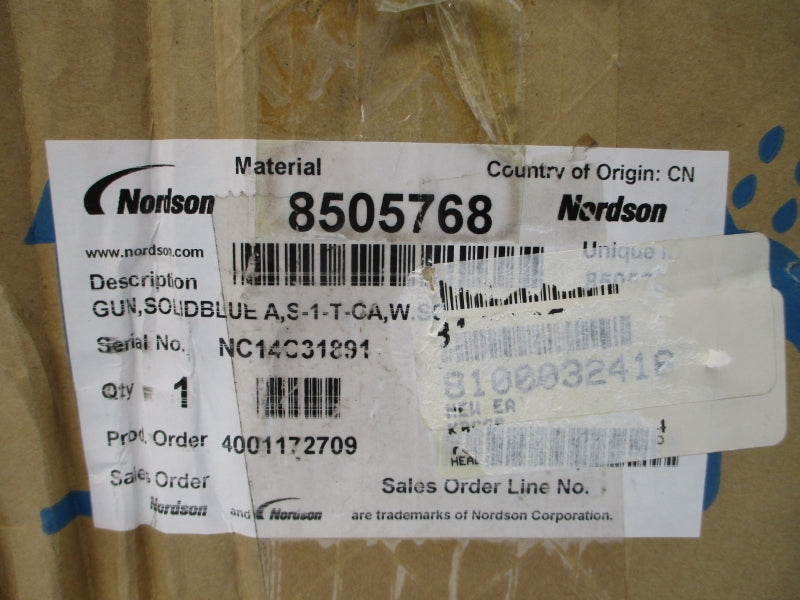 Material
Country of Origin: CN
Nordson
8505768
Nordson
www.nordson.com
Unique
Description
GUN,SOLIDBLUE A,S-1-T-CA,W.
Serial No. NC14C31891
8100032418
NEW EA
Qty 1
Prod. Order 4001172709
Sales Order
Sales Order Line No.
Nordson and Nordson are trademarks of Nordson Corporation.